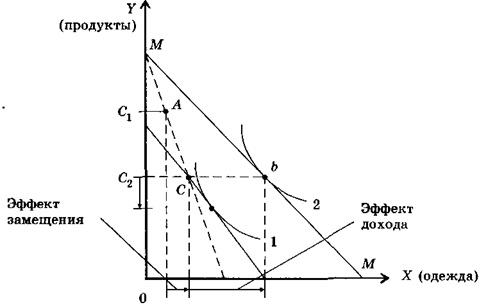 Y
(продукты)
M
C₁
A
C₂
C
b
2
Эффект
замещения
Эффект
дохода
1
M
X (одежда)
0